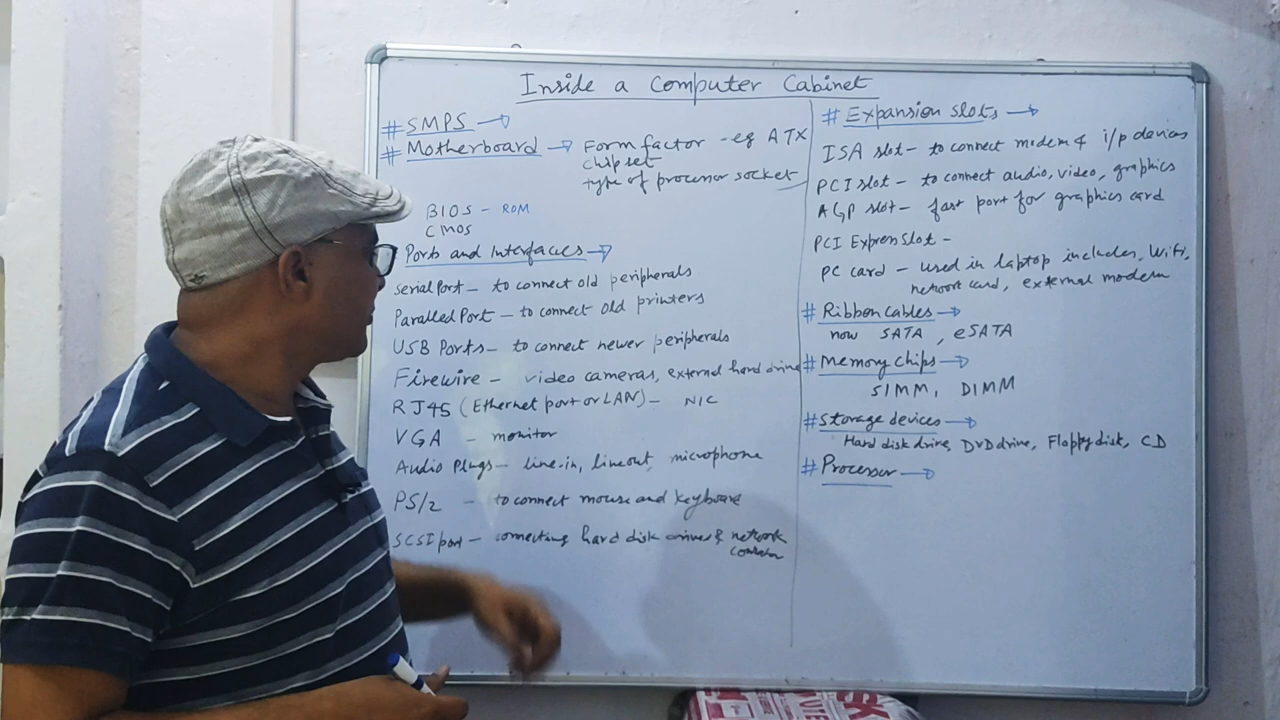 Inside a Computer Cabinet
# SMPS →
# Motherboard → Form factor - eg ATX
chipset
type of processor socket
BIOS - ROM
CMOS
Ports and Interfaces →
Serial Port - to connect old peripherals
Paralled Port - to connect old printers
USB Ports - to connect newer peripherals
Firewire - video cameras, external hard drive
RJ45 (Ethernet port or LAN) - NIC
VGA - monitor
Audio Plugs - line-in, lineout, microphone
PS/2 - to connect mouse and keyboard
SCSI port - connecting hard disk drives & network
# Expansion slots →
ISA slot - to connect modem & i/p devices
PCI slot - to connect audio, video, graphics
AGP slot - fast port for graphics card
PCI Express Slot -
PC card - used in laptop includes, WiFi,
network card, external modem
# Ribbon cables →
now SATA, eSATA
# Memory chips →
SIMM, DIMM
# Storage devices →
Hard disk drive, DVD drive, Floppy disk, CD
# Processor →